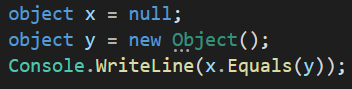 object x = null;
object y = new Object();
Console.WriteLine(x.Equals(y));